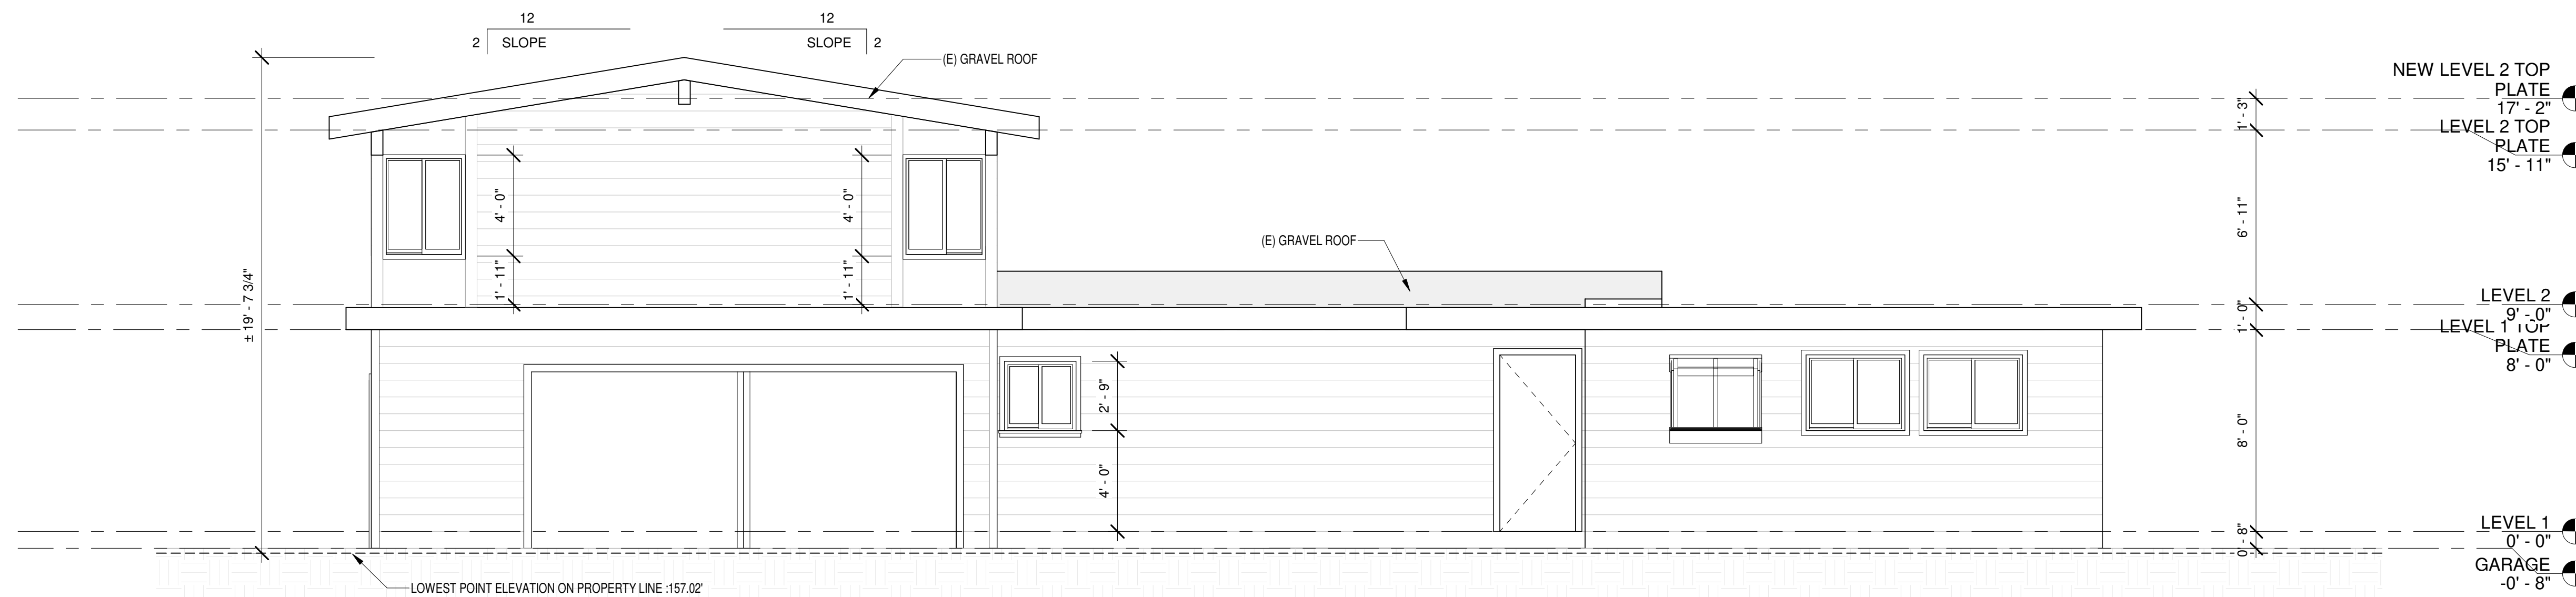 12
2 SLOPE
12
SLOPE 2
(E) GRAVEL ROOF
NEW LEVEL 2 TOP
PLATE
17' - 2"
LEVEL 2 TOP
PLATE
15' - 11"
1' - 3"
4' - 0"
4' - 0"
6' - 11"
(E) GRAVEL ROOF
1' - 11"
1' - 11"
± 19' - 7 3/4"
LEVEL 2
9' - 0"
1' - 0"
LEVEL 1 TOP
PLATE
8' - 0"
2' - 9"
8' - 0"
4' - 0"
LEVEL 1
0' - 0"
0' - 8"
GARAGE
-0' - 8"
LOWEST POINT ELEVATION ON PROPERTY LINE :157.02'